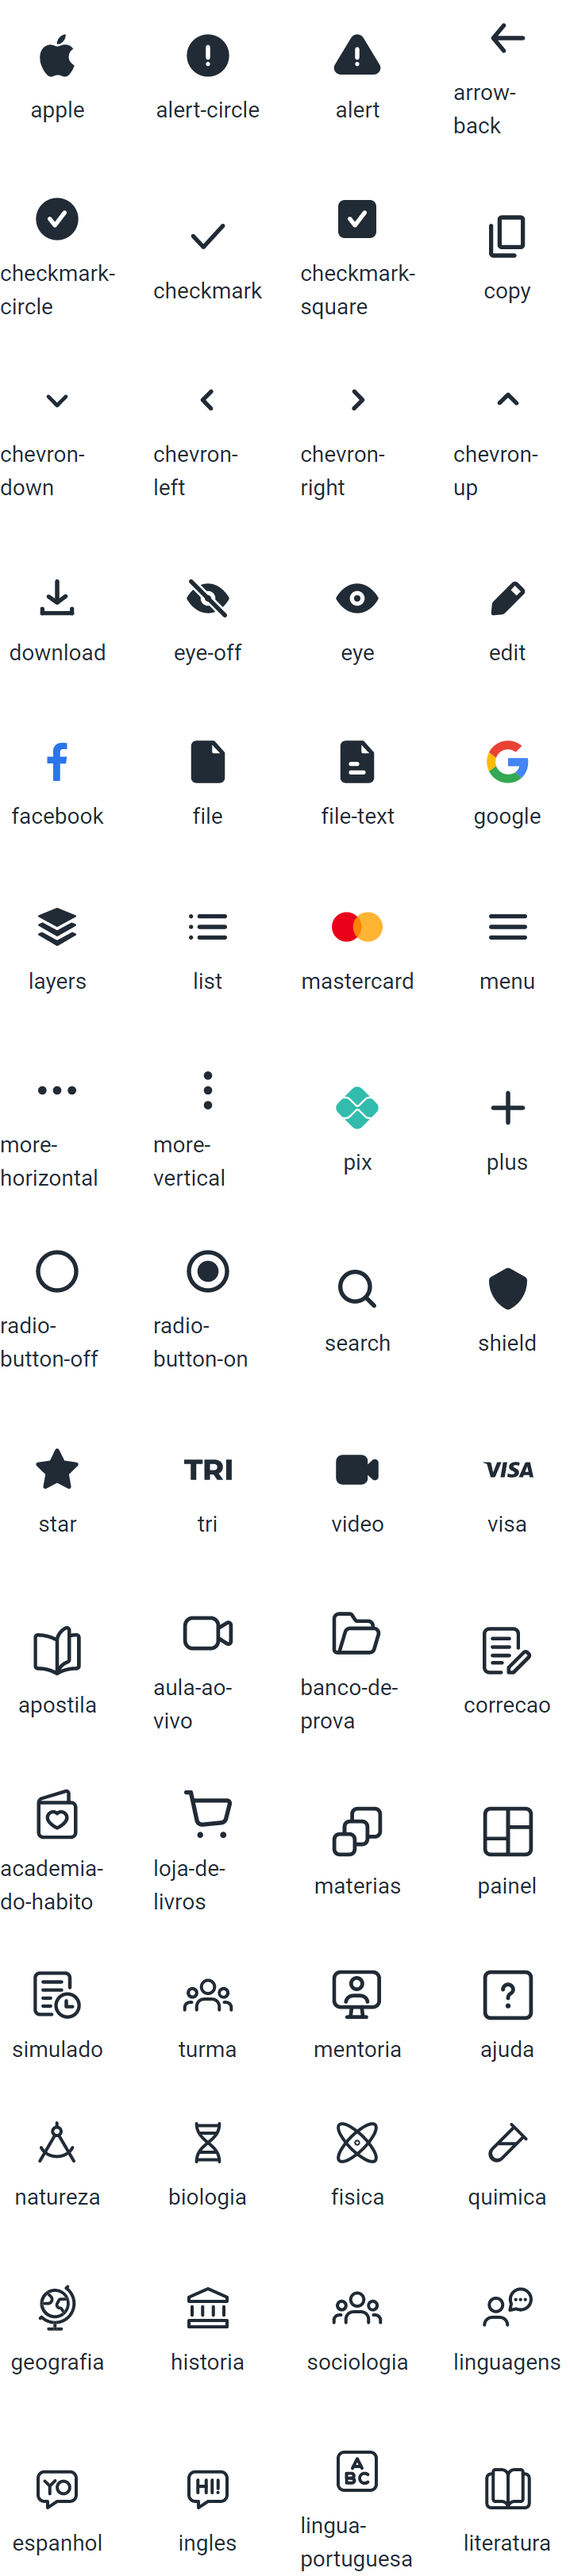 apple
alert-circle
alert
arrow-
back
checkmark-
circle
checkmark
checkmark-
square
copy
chevron-
down
chevron-
left
chevron-
right
chevron-
up
download
eye-off
eye
edit
facebook
file
file-text
google
layers
list
mastercard
menu
more-
horizontal
more-
vertical
pix
plus
radio-
button-off
radio-
button-on
search
shield
TRI
VISA
star
tri
video
visa
apostila
aula-ao-
vivo
banco-de-
prova
correcao
academia-
do-habito
loja-de-
livros
materias
painel
?
simulado
turma
mentoria
ajuda
natureza
biologia
fisica
quimica
geografia
historia
sociologia
linguagens
YO
espanhol
HI!
ingles
A
BC
lingua-
portuguesa
literatura